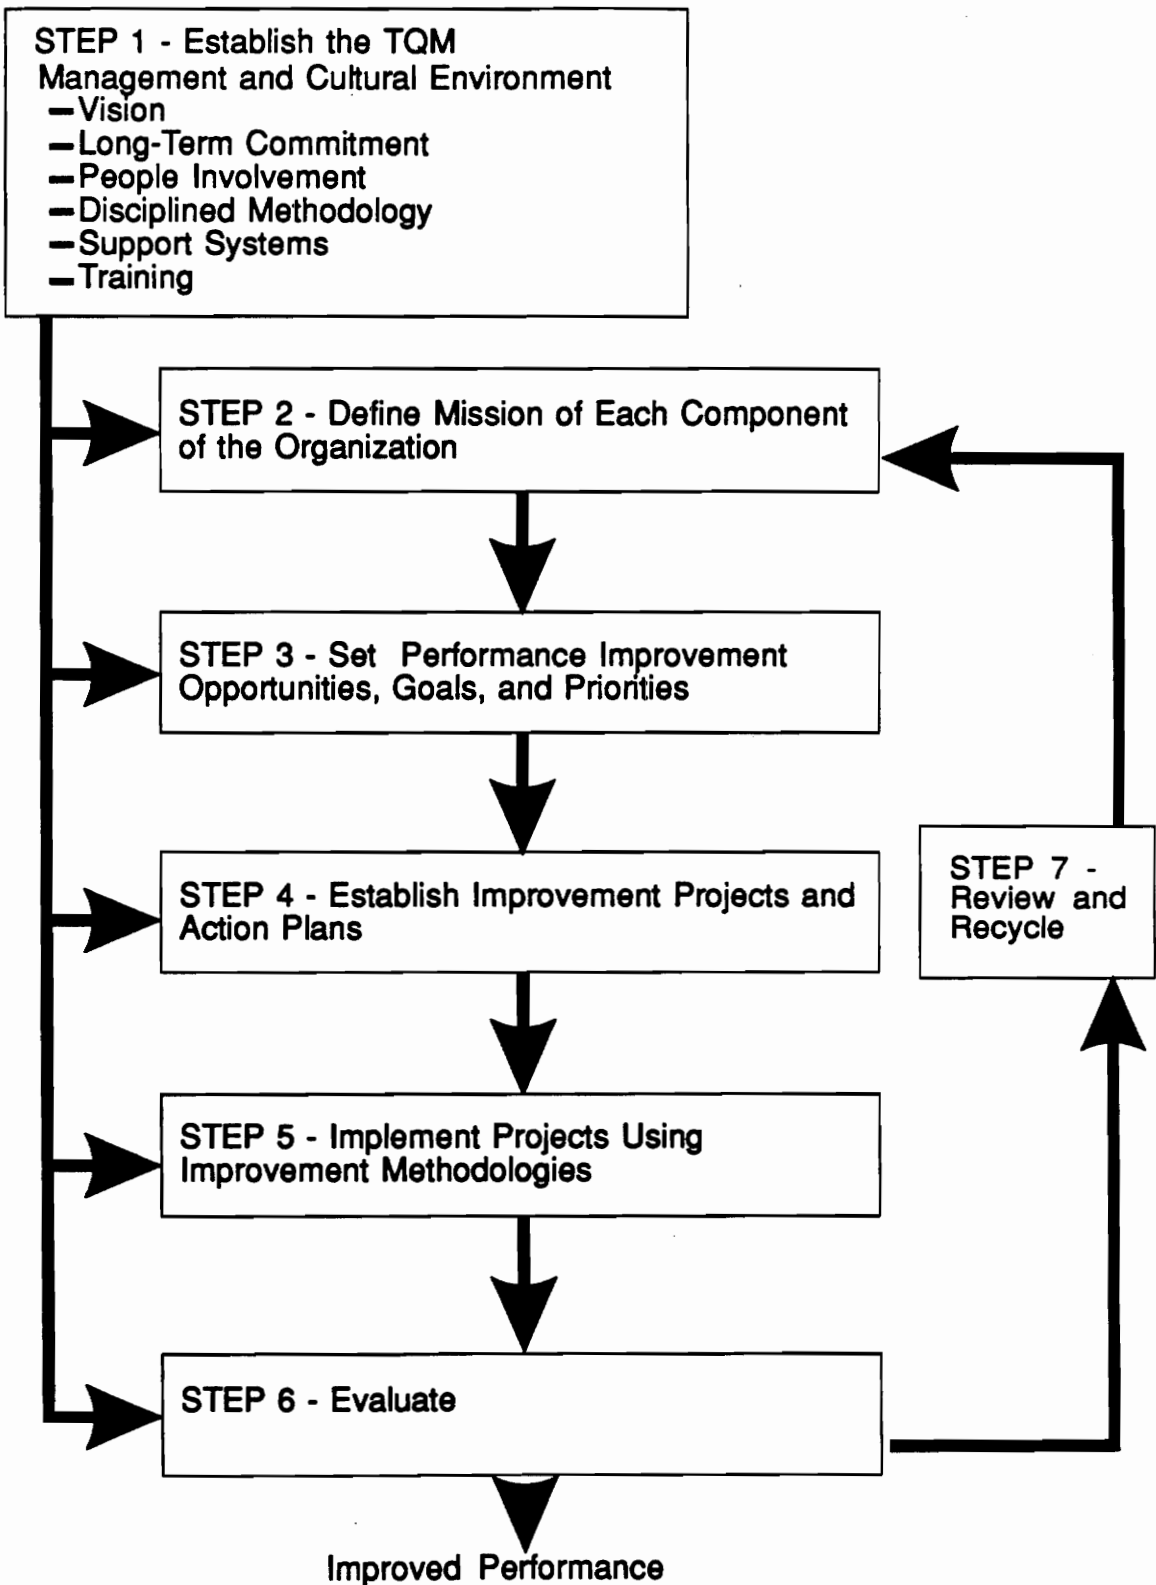 STEP 1 - Establish the TQM
Management and Cultural Environment
—Vision
—Long-Term Commitment
—People Involvement
—Disciplined Methodology
—Support Systems
—Training
STEP 2 - Define Mission of Each Component
of the Organization
STEP 3 - Set Performance Improvement
Opportunities, Goals, and Priorities
STEP 4 - Establish Improvement Projects and
Action Plans
STEP 5 - Implement Projects Using
Improvement Methodologies
STEP 6 - Evaluate
STEP 7 -
Review and
Recycle
Improved Performance